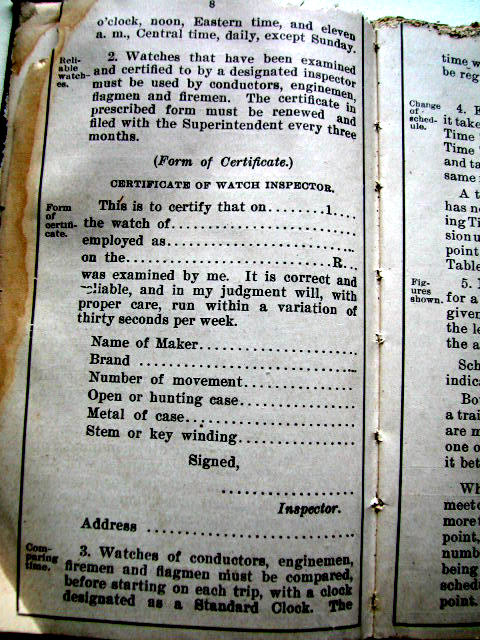 8
o'clock, noon, Eastern time, and eleven
a. m., Central time, daily, except Sunday.
Reli-
able
watch-
es.
2. Watches that have been examined
and certified to by a designated inspector
must be used by conductors, enginemen,
flagmen and firemen. The certificate in
prescribed form must be renewed and
filed with the Superintendent every three
months.
(Form of Certificate.)
CERTIFICATE OF WATCH INSPECTOR.
Form
of
certifi-
cate.
This is to certify that on........1....
the watch of..............................
employed as..............................
on the..................................R...
was examined by me. It is correct and
reliable, and in my judgment will, with
proper care, run within a variation of
thirty seconds per week.
Name of Maker........................
Brand ..................................
Number of movement.................
Open or hunting case..................
Metal of case...........................
Stem or key winding..................
Signed,
......................
Inspector.
Address ..................................
Com-
paring
time.
3. Watches of conductors, enginemen,
firemen and flagmen must be compared,
before starting on each trip, with a clock
designated as a Standard Clock. The
time w
be reg
Change
of
sched-
ule.
4. E
it take
Time
Time
and ta
same
A t
has n
ing Ti
sion u
point
Table
Fig-
ures
shown.
5.
for a
given
the le
the a
Sch
indica
Bo
a trai
are m
one o
it bet
Wh
meet
more t
point,
numb
being
schedu
point.